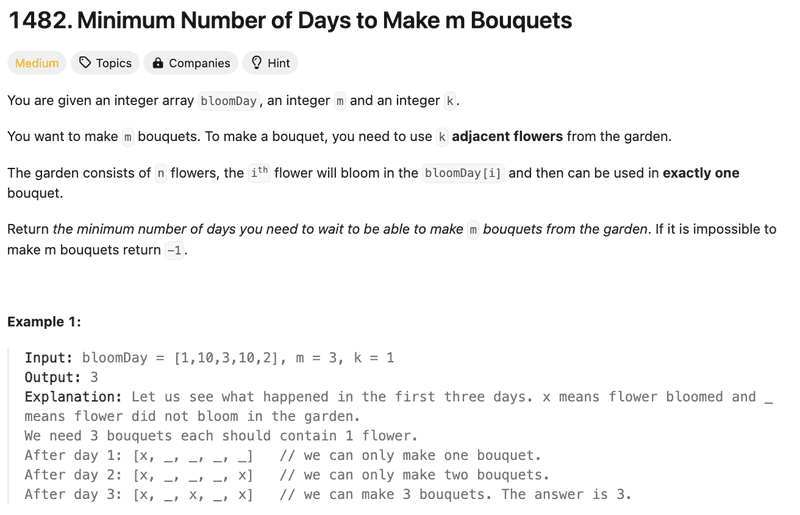 1482. Minimum Number of Days to Make m Bouquets
Medium Topics Companies Hint
You are given an integer array bloomDay, an integer m and an integer k.
You want to make m bouquets. To make a bouquet, you need to use k adjacent flowers from the garden.
The garden consists of n flowers, the ith flower will bloom in the bloomDay[i] and then can be used in exactly one
bouquet.
Return the minimum number of days you need to wait to be able to make m bouquets from the garden. If it is impossible to
make m bouquets return -1.
Example 1:
Input: bloomDay = [1,10,3,10,2], m = 3, k = 1
Output: 3
Explanation: Let us see what happened in the first three days. x means flower bloomed and _
means flower did not bloom in the garden.
We need 3 bouquets each should contain 1 flower.
After day 1: [x, _, _, _, _]   // we can only make one bouquet.
After day 2: [x, _, _, _, x]   // we can only make two bouquets.
After day 3: [x, _, x, _, x]   // we can make 3 bouquets. The answer is 3.